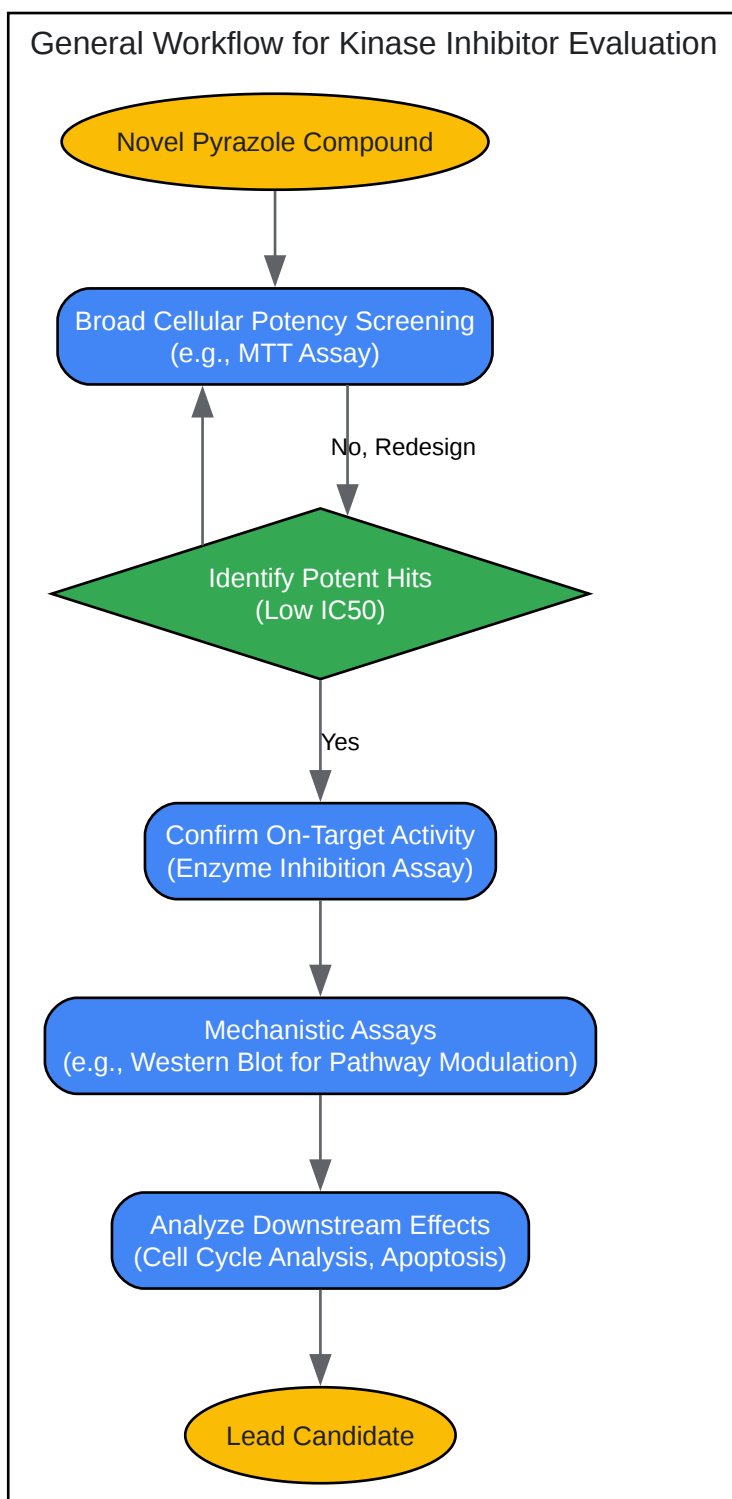 General Workflow for Kinase Inhibitor Evaluation
Novel Pyrazole Compound
Broad Cellular Potency Screening
(e.g., MTT Assay)
No, Redesign
Identify Potent Hits
(Low IC50)
Yes
Confirm On-Target Activity
(Enzyme Inhibition Assay)
Mechanistic Assays
(e.g., Western Blot for Pathway Modulation)
Analyze Downstream Effects
(Cell Cycle Analysis, Apoptosis)
Lead Candidate